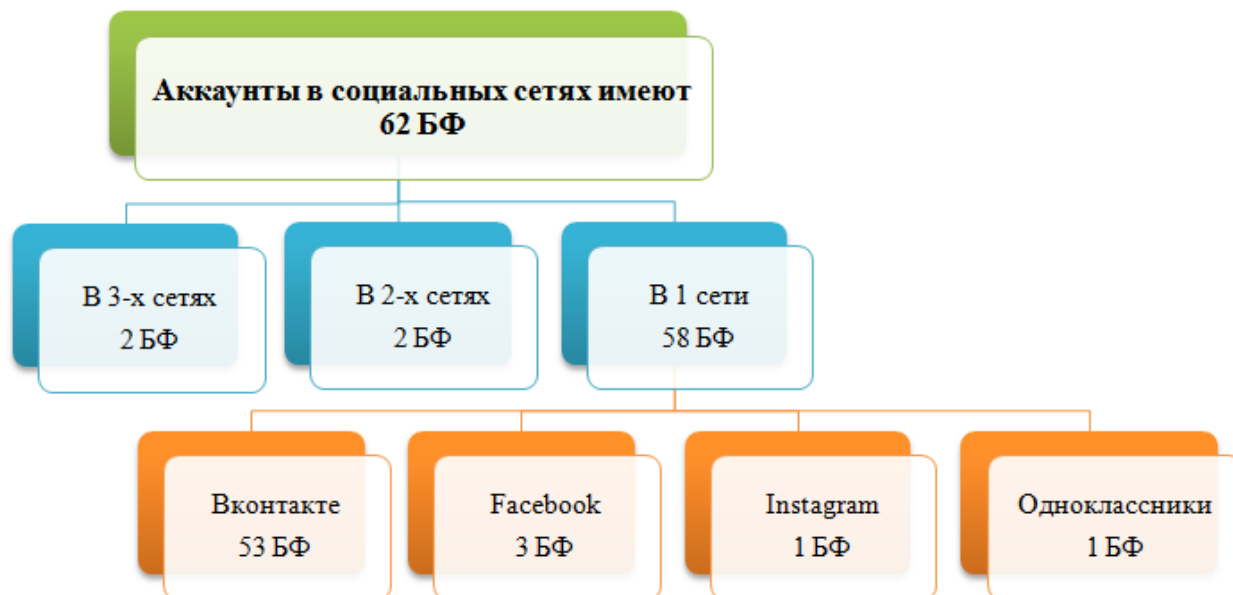 Аккаунты в социальных сетях имеют
62 БФ
В 3-х сетях
2 БФ
В 2-х сетях
2 БФ
В 1 сети
58 БФ
Вконтакте
53 БФ
Facebook
3 БФ
Instagram
1 БФ
Одноклассники
1 БФ